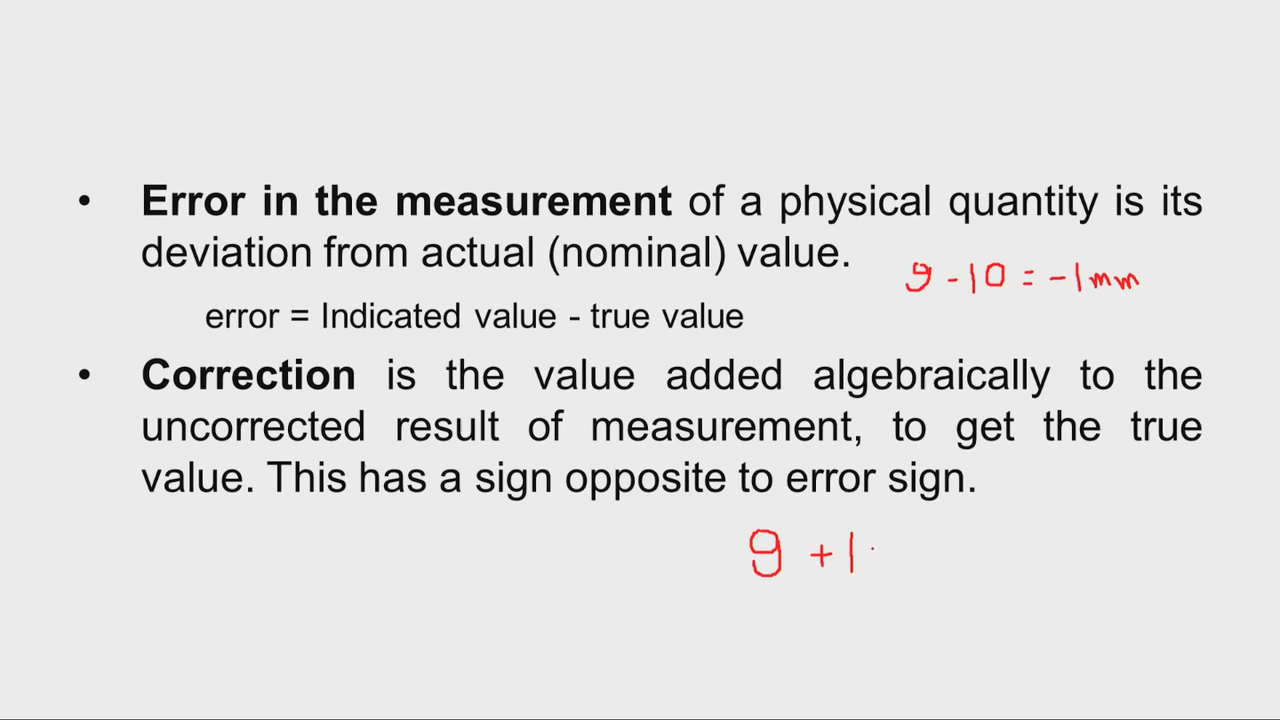 • Error in the measurement of a physical quantity is its
deviation from actual (nominal) value.
9 - 10 = -1mm
error = Indicated value - true value
• Correction is the value added algebraically to the
uncorrected result of measurement, to get the true
value. This has a sign opposite to error sign.
9 +1